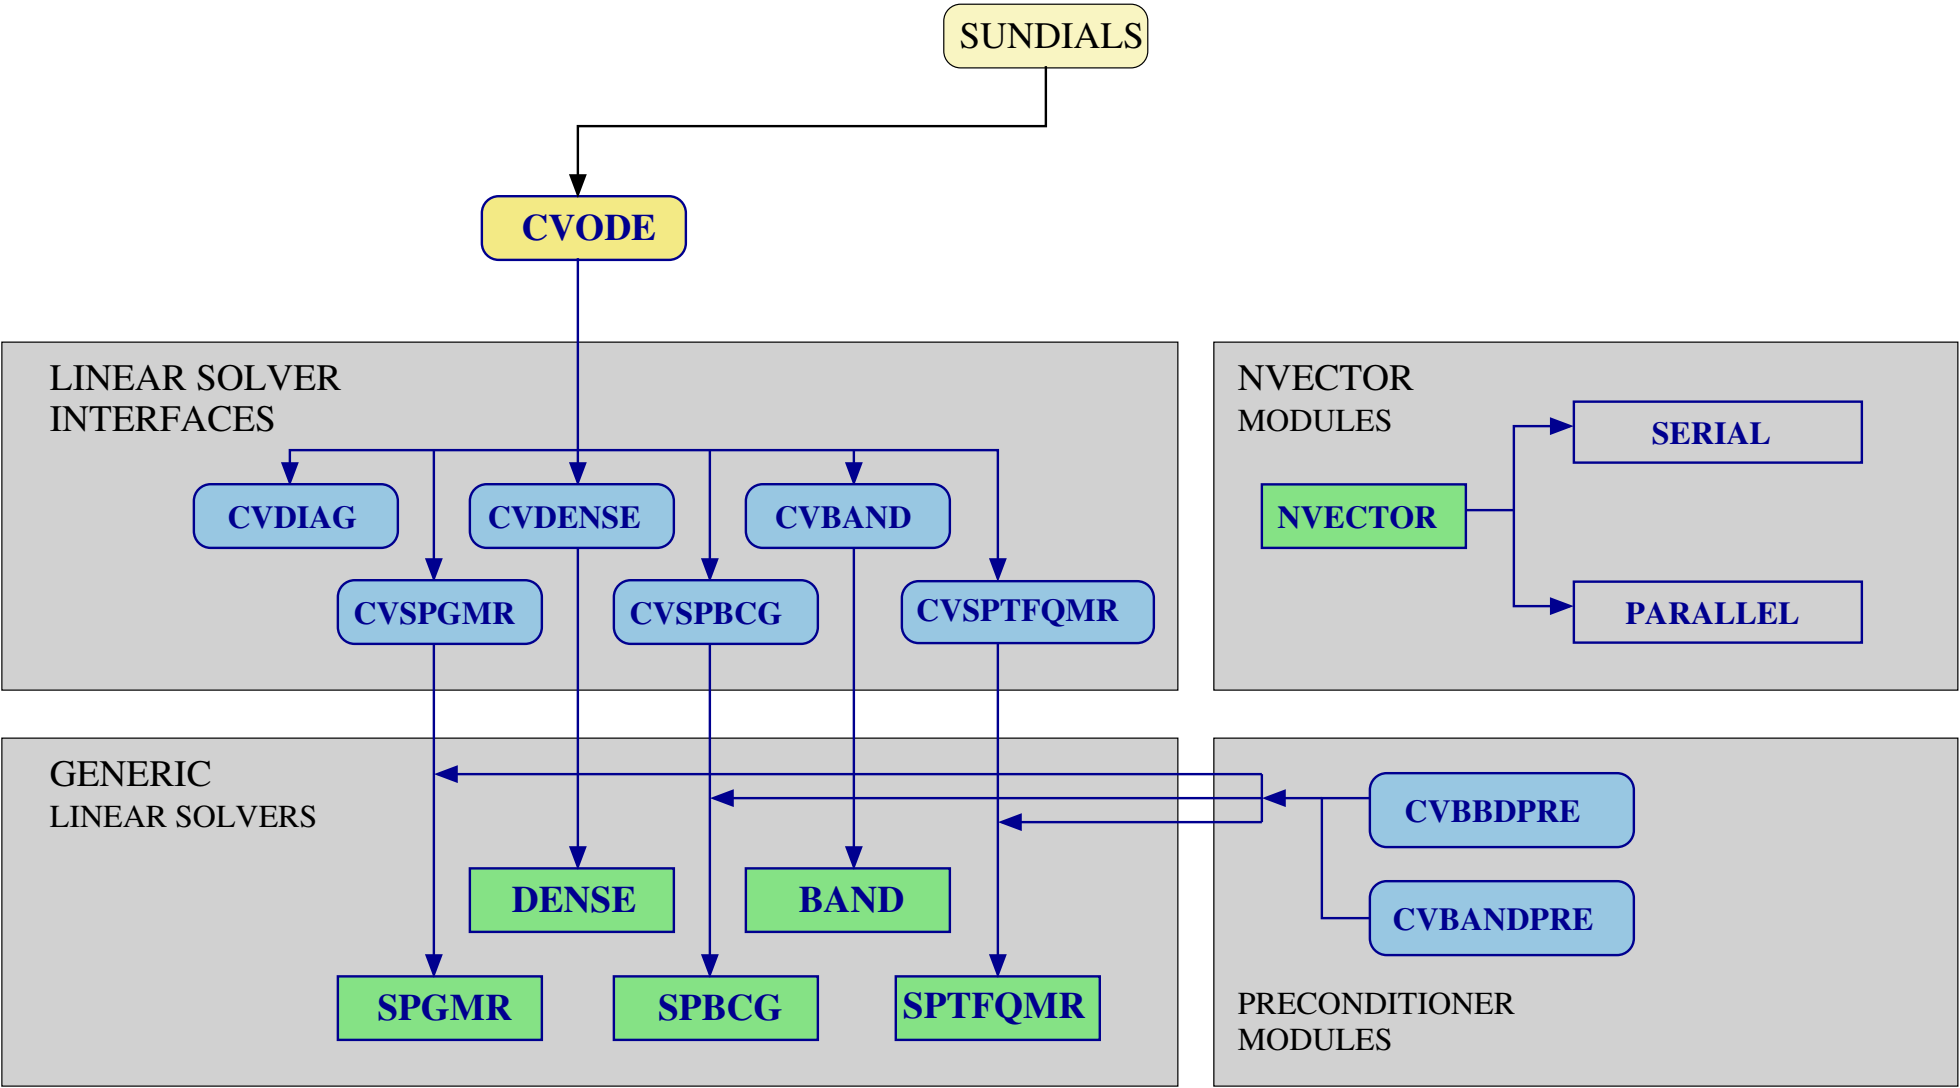 SUNDIALS
CVODE
LINEAR SOLVER
INTERFACES
CVDIAG
CVDENSE
CVBAND
CVSPGMR
CVSPBCG
CVSPTFQMR
NVECTOR
MODULES
SERIAL
NVECTOR
PARALLEL
GENERIC
LINEAR SOLVERS
DENSE
BAND
SPGMR
SPBCG
SPTFQMR
CVBBDPRE
CVBANDPRE
PRECONDITIONER
MODULES